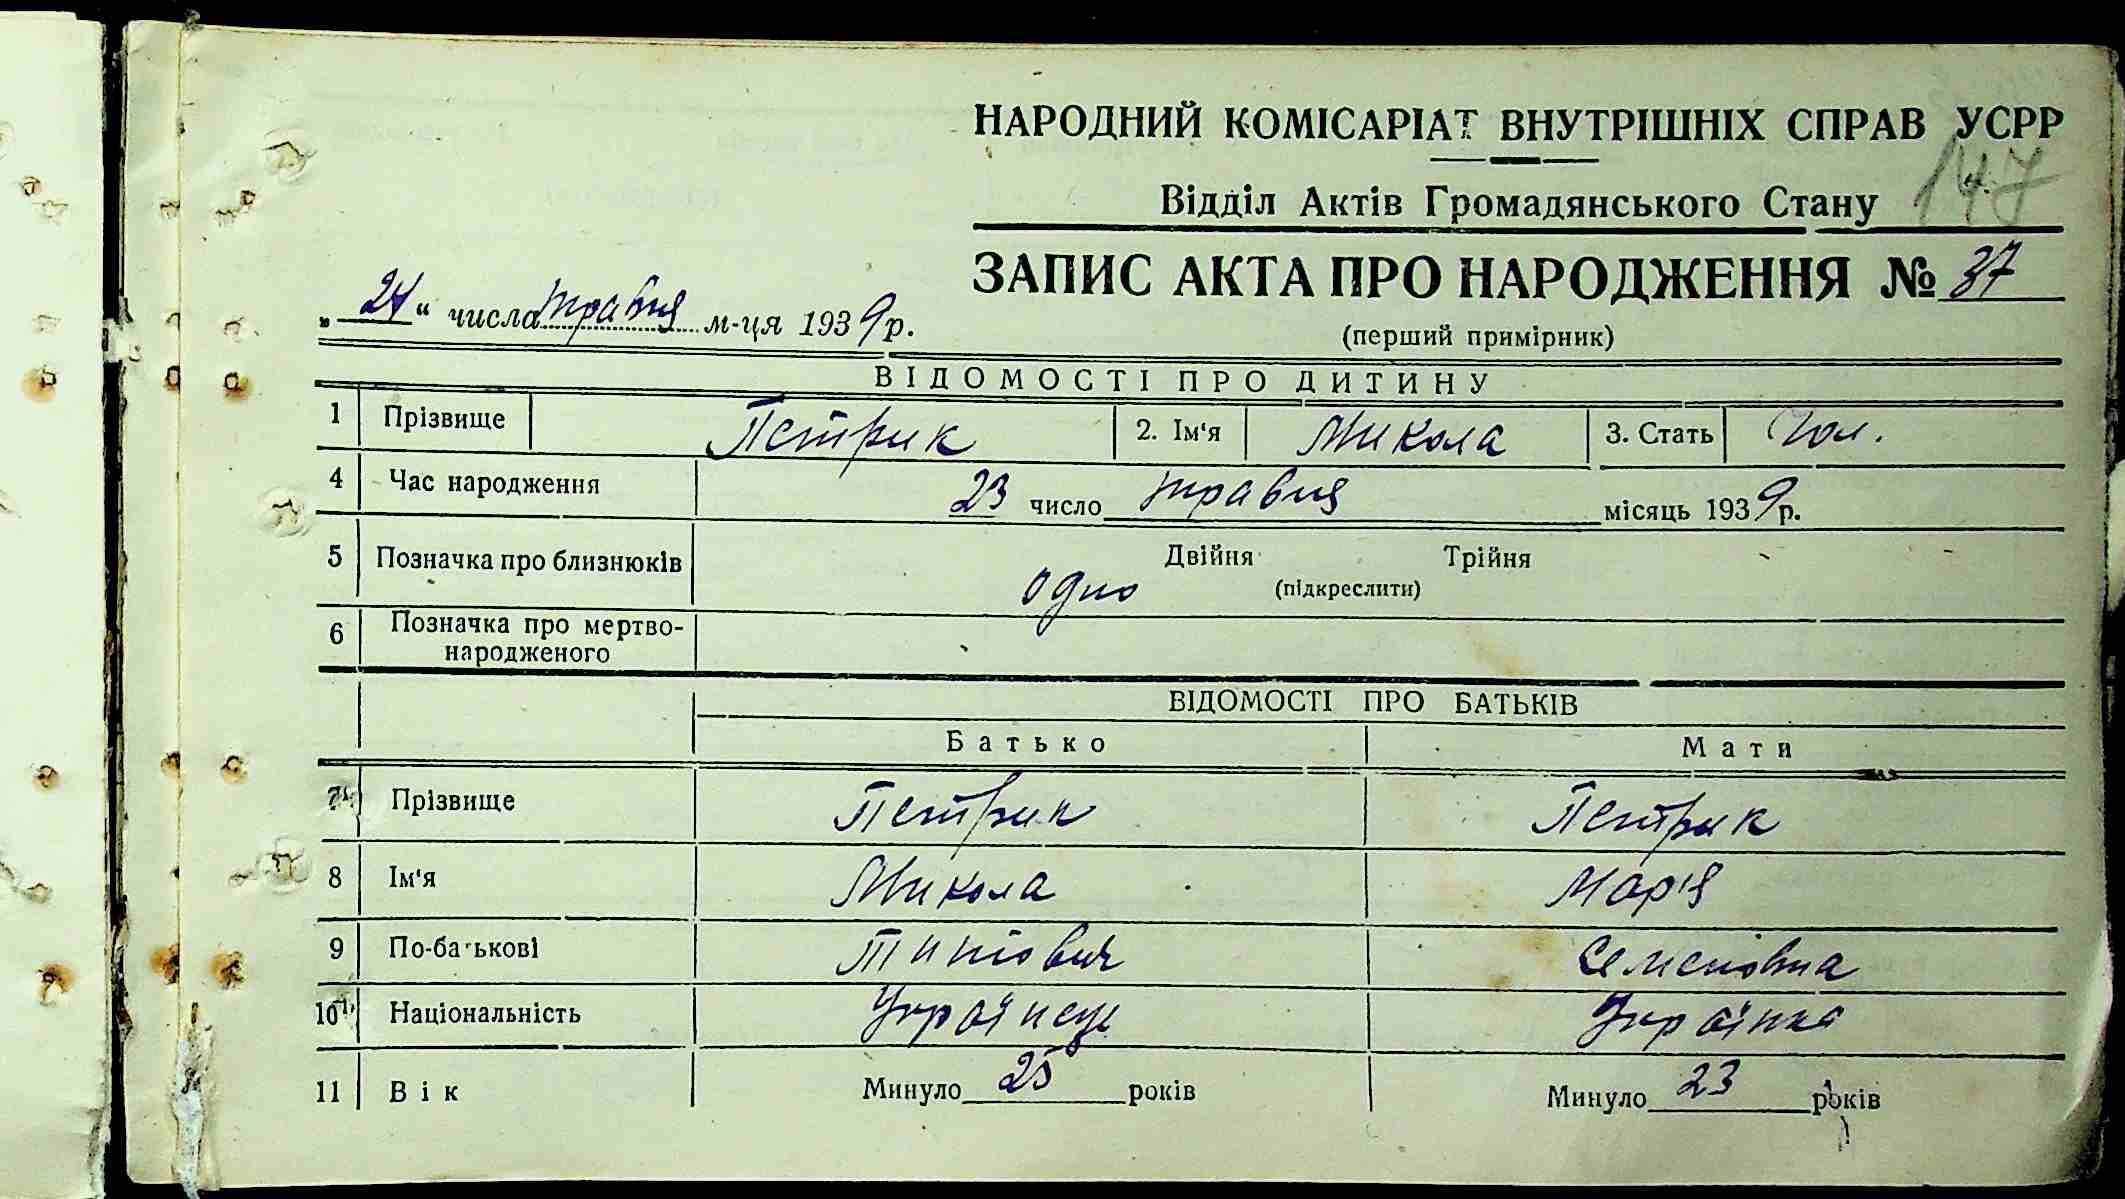 НАРОДНИЙ КОМІСАРІАТ ВНУТРІШНІХ СПРАВ УСРР
147
Відділ Актів Громадянського Стану
ЗАПИС АКТА ПРО НАРОДЖЕННЯ № 37
„ 24 “ числа травня м-ця 1939 р.
(перший примірник)
ВІДОМОСТІ ПРО ДИТИНУ
1 Прізвище Петрик 2. Ім'я Микола 3. Стать Чол.
4 Час народження 23 число травня місяць 1939 р.
5 Позначка про близнюків одно Двійня Трійня
(підкреслити)
6 Позначка про мертво-
народженого
ВІДОМОСТІ ПРО БАТЬКІВ
Батько Мати
7 Прізвище Петрик Петрик
8 Ім'я Микола Марія
9 По-батькові Титович Семеновна
10 Національність Українець Українка
11 Вік Минуло 25 років Минуло 23 років